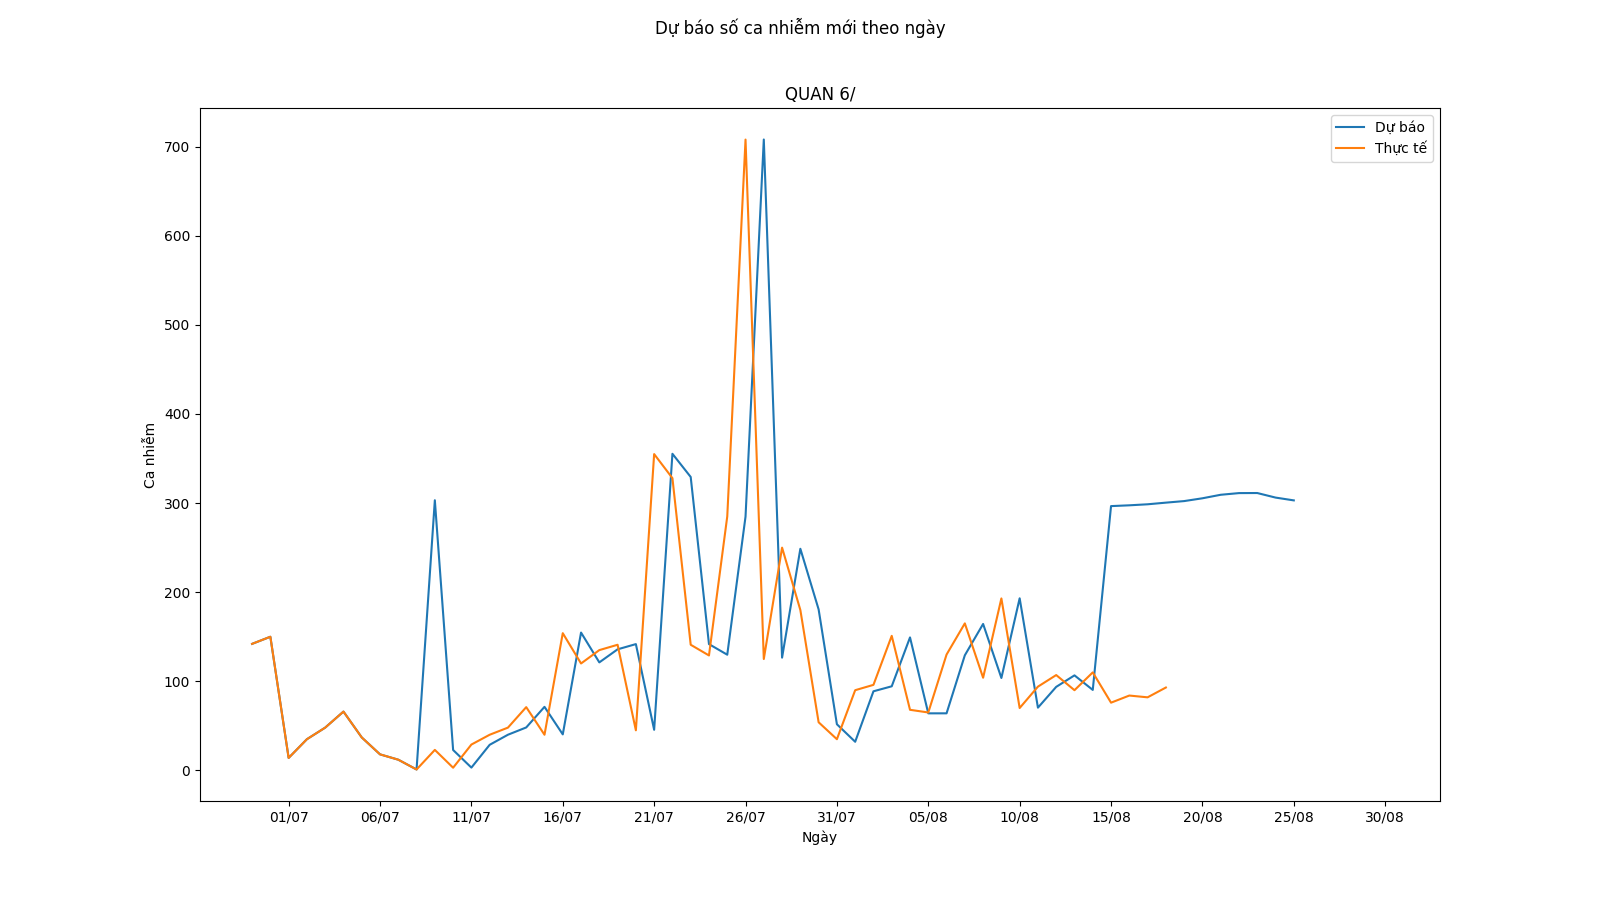 Dự báo số ca nhiễm mới theo ngày
QUAN 6/
Dự báo
Thực tế
700
600
500
400
300
200
100
0
Ca nhiễm
01/07 06/07 11/07 16/07 21/07 26/07 31/07 05/08 10/08 15/08 20/08 25/08 30/08
Ngày